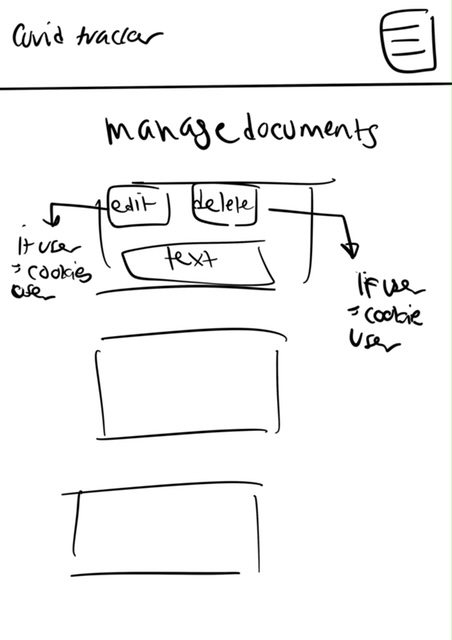 Covid tracker
manage documents
edit
delete
text
if user
= cookies
user
IF user
= cookie
user